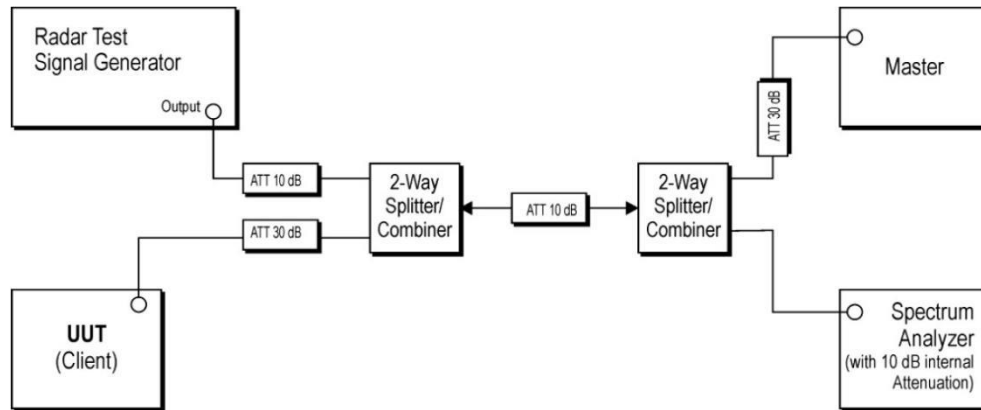 Radar Test
Signal Generator
Output
ATT 10 dB
ATT 30 dB
2-Way
Splitter/
Combiner
ATT 10 dB
2-Way
Splitter/
Combiner
ATT 30 dB
Master
UUT
(Client)
Spectrum
Analyzer
(with 10 dB internal
Attenuation)